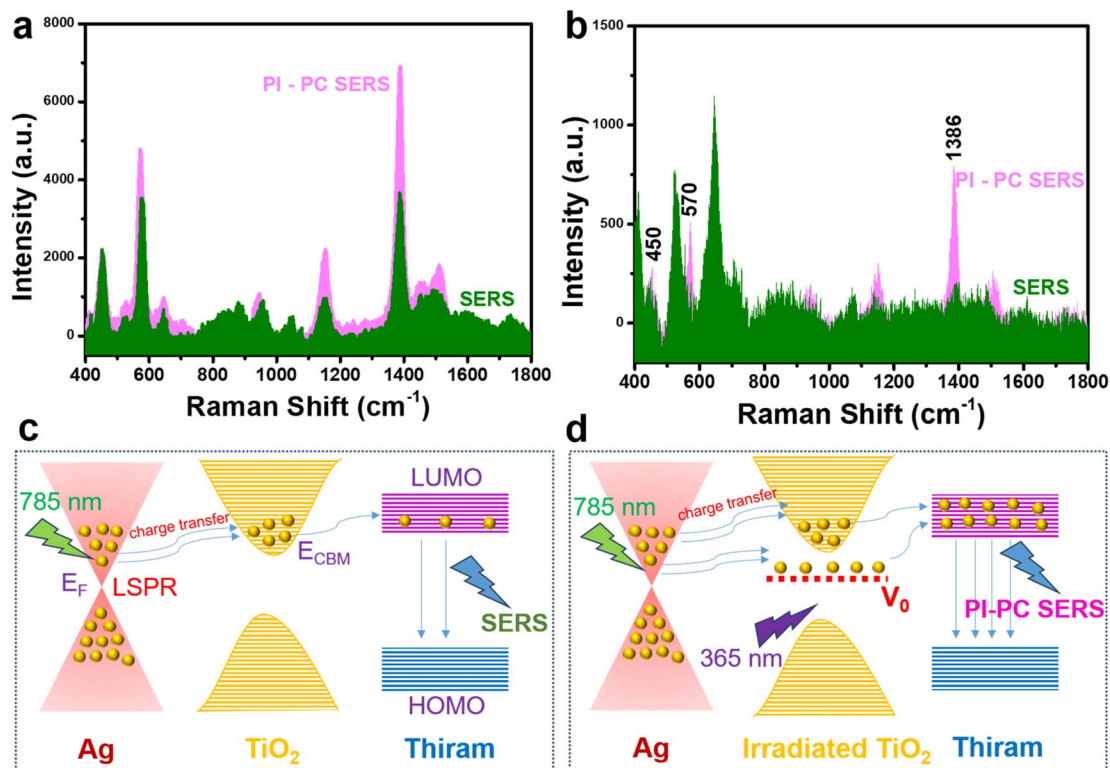 a
8000
6000
4000
2000
0
Intensity (a.u.)
PI - PC SERS
SERS
400 600 800 1000 1200 1400 1600 1800
Raman Shift (cm⁻¹)
b
1500
1000
500
0
Intensity (a.u.)
450
570
1386
PI - PC SERS
SERS
400 600 800 1000 1200 1400 1600 1800
Raman Shift (cm⁻¹)
c
785 nm
charge transfer
E_F
LSPR
E_CBM
LUMO
SERS
HOMO
Ag
TiO₂
Thiram
d
785 nm
charge transfer
V₀
365 nm
PI-PC SERS
Ag
Irradiated TiO₂
Thiram